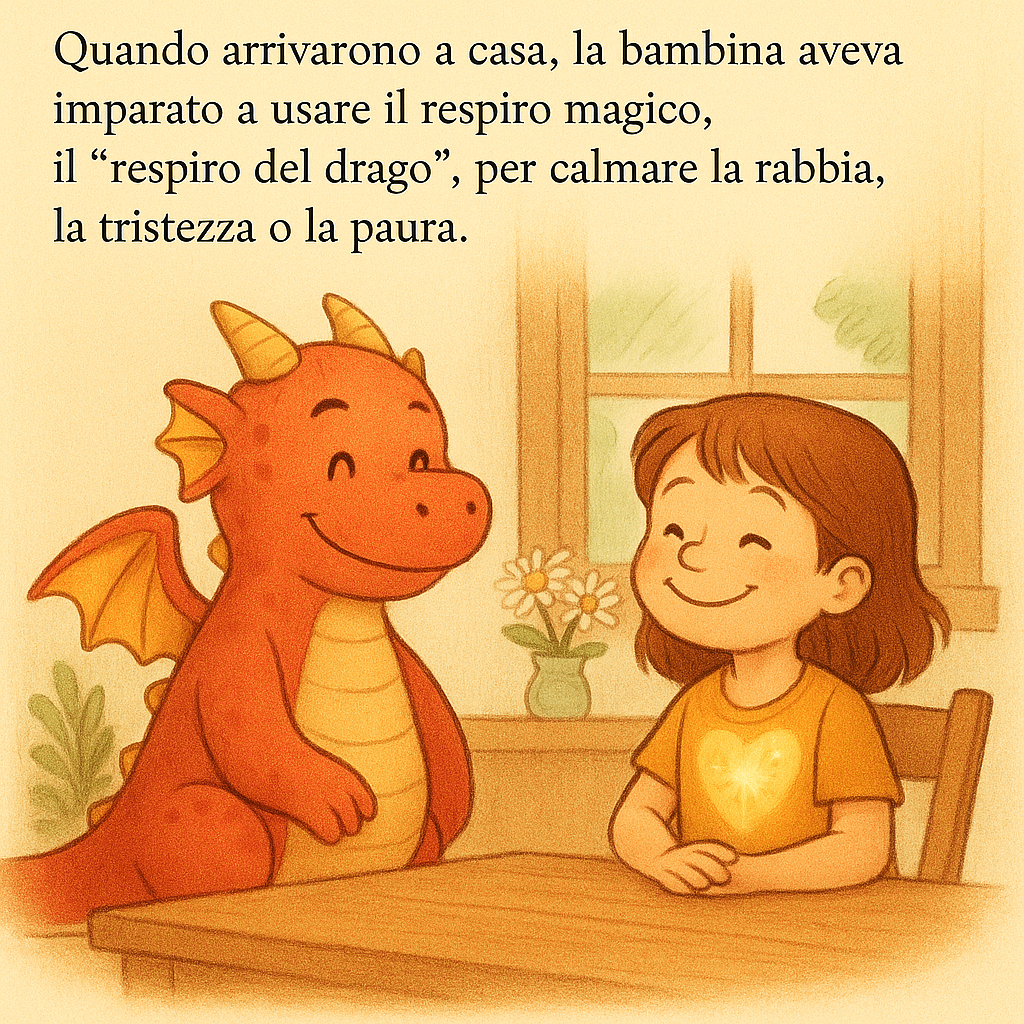 Quando arrivarono a casa, la bambina aveva
imparato a usare il respiro magico,
il “respiro del drago”, per calmare la rabbia,
la tristezza o la paura.